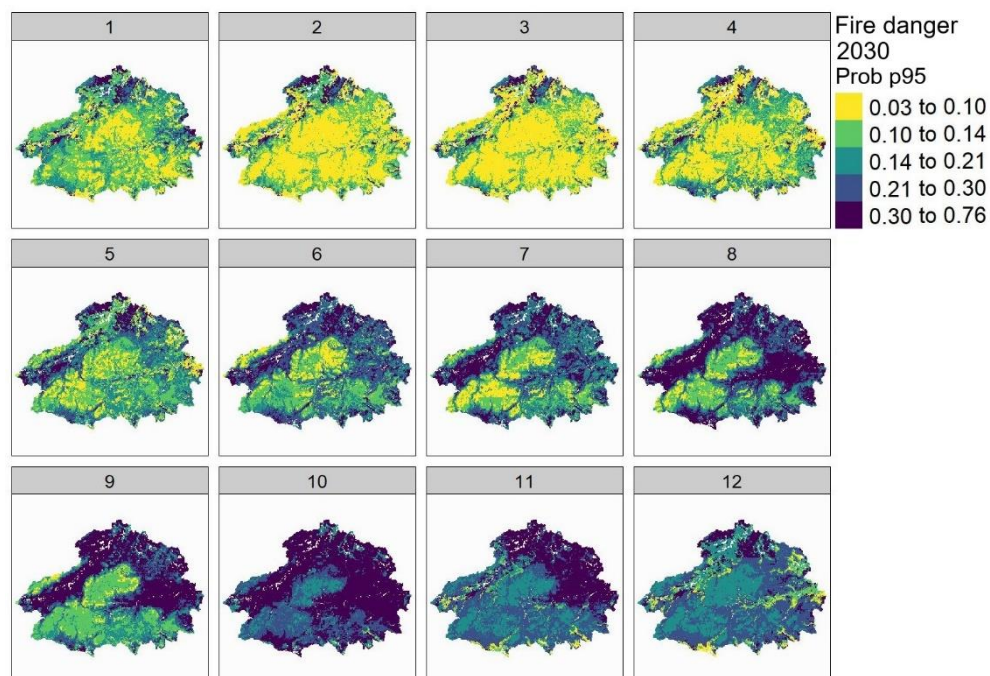 1 2 3 4
Fire danger
2030
Prob p95
0.03 to 0.10
0.10 to 0.14
0.14 to 0.21
0.21 to 0.30
0.30 to 0.76
5 6 7 8
9 10 11 12